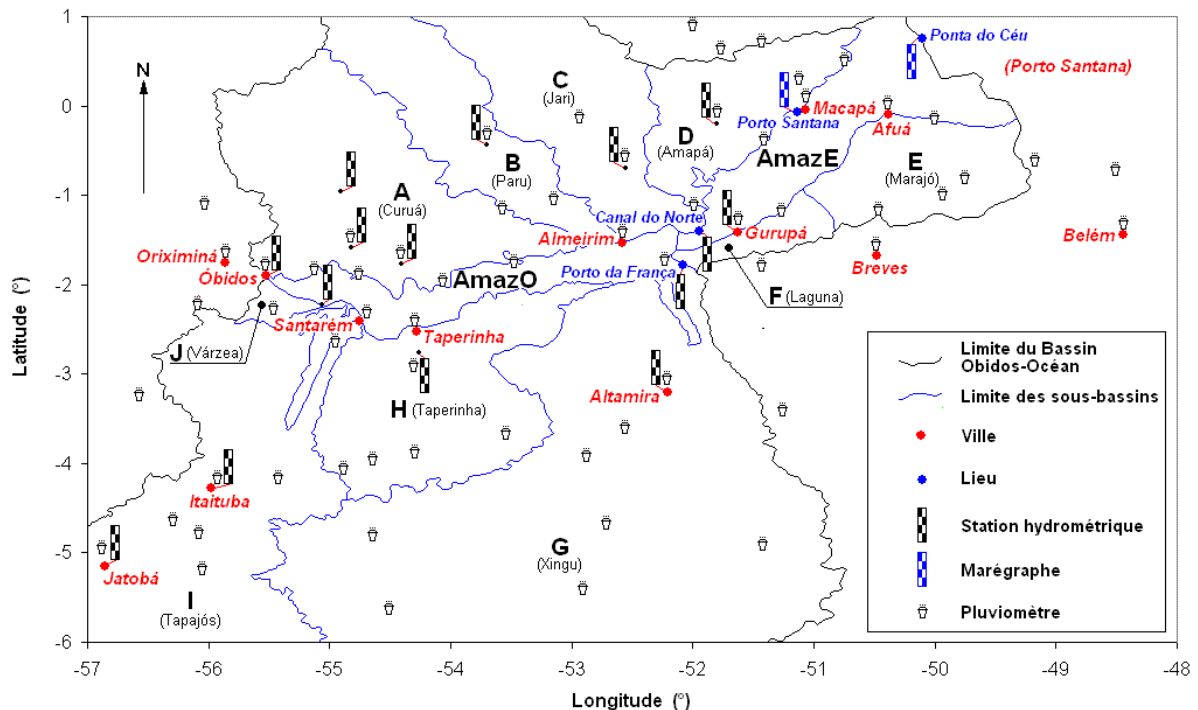 1
0
-1
-2
-3
-4
-5
-6
Latitude (°)
-57
-56
-55
-54
-53
-52
-51
-50
-49
-48
Longitude (°)
N
Ponta do Céu
(Porto Santana)
C
(Jari)
Macapá
Porto Santana
Afuá
D
(Amapá)
AmazE
B
(Paru)
E
(Marajó)
A
(Curuá)
Canal do Norte
Gurupá
Almeirim
Belém
Oriximiná
Óbidos
Breves
AmazO
Porto da França
F (Laguna)
Santarém
Taperinha
J (Várzea)
Altamira
H (Taperinha)
Itaituba
Jatobá
G
(Xingu)
I
(Tapajós)
Limite du Bassin
Obidos-Océan
Limite des sous-bassins
Ville
Lieu
Station hydrométrique
Marégraphe
Pluviomètre